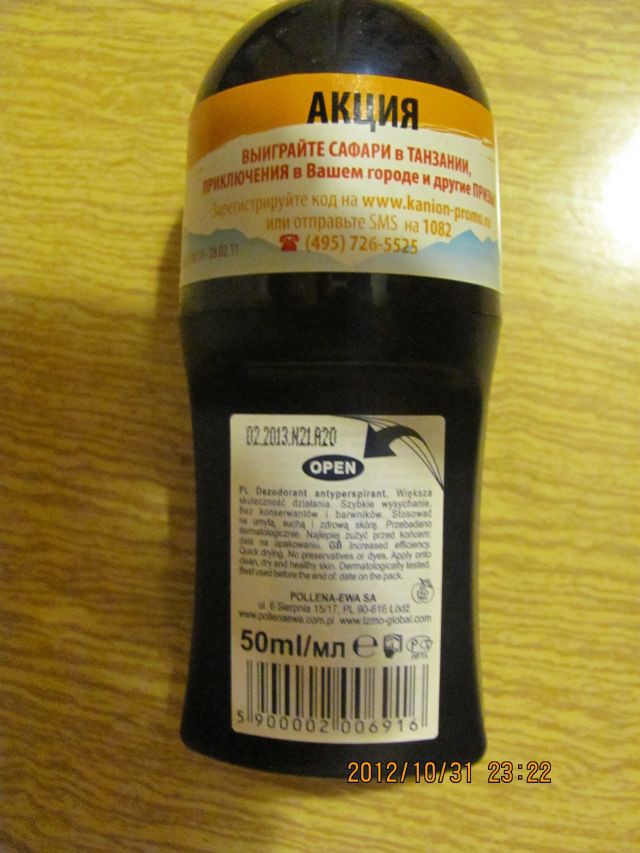 АКЦИЯ
ВЫИГРАЙТЕ САФАРИ в ТАНЗАНИИ,
ПРИКЛЮЧЕНИЯ в Вашем городе и другие ПРИЗЫ
Зарегистрируйте код на www.kanion-promo.ru
или отправьте SMS на 1082
(495) 726-5525
- 28.02.11
02.2013.N21.A20
OPEN
PL Dezodorant antyperspirant. Większa
skuteczność działania. Szybkie wysychanie.
Bez konserwantów i barwników. Stosować
na umytą, suchą i zdrową skórę. Przebadano
dermatologicznie. Najlepiej zużyć przed końcem:
data na opakowaniu. GB Increased efficiency.
Quick drying. No preservatives or dyes. Apply onto
clean, dry and healthy skin. Dermatologically tested.
Best used before the end of: date on the pack.
POLLENA-EWA SA
ul. 6 Sierpnia 15/17, PL 90-616 Łódź
www.pollenaewa.com.pl www.tzmo-global.com
50ml/мл e
5 900002 006916
2012/10/31 23:22